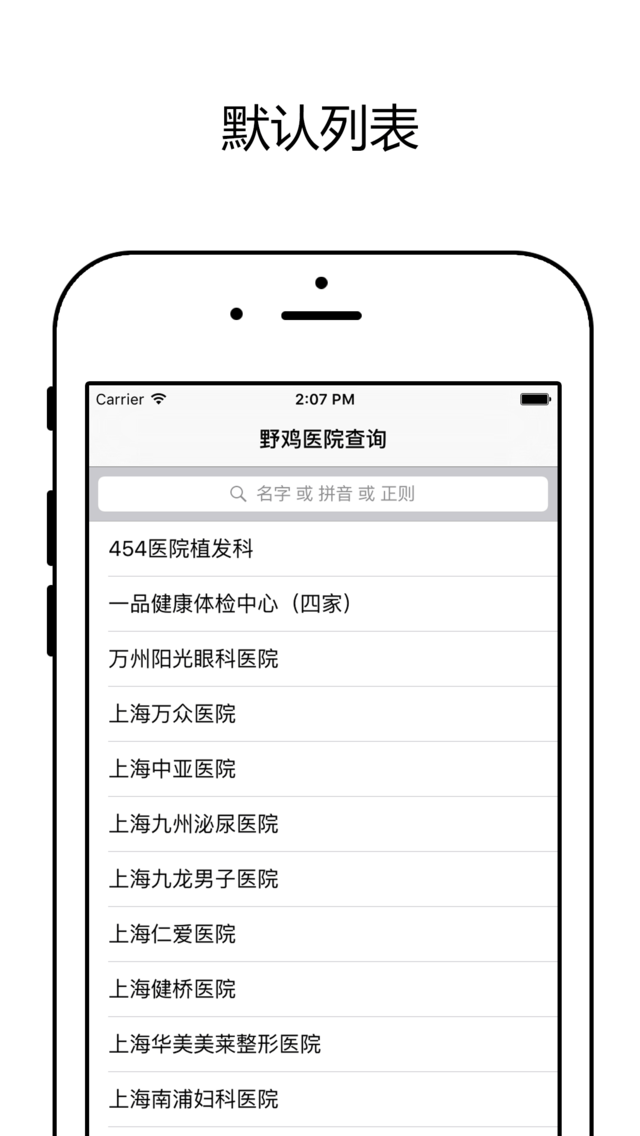 默认列表
Carrier 2:07 PM
野鸡医院查询
名字 或 拼音 或 正则
454医院植发科
一品健康体检中心（四家）
万州阳光眼科医院
上海万众医院
上海中亚医院
上海九州泌尿医院
上海九龙男子医院
上海仁爱医院
上海健桥医院
上海华美美莱整形医院
上海南浦妇科医院